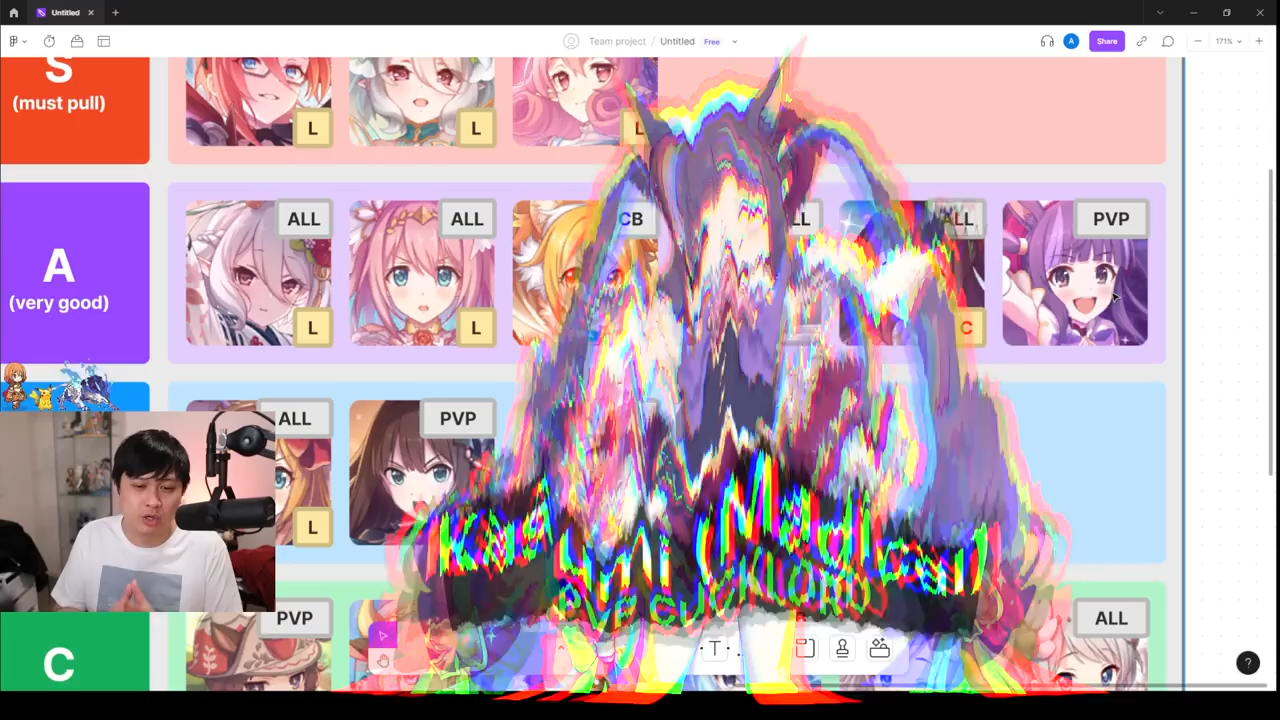 Untitled
Team project / Untitled Free
Share
171%
S
(must pull)
L
L
L
A
(very good)
ALL
ALL
CB
ALL
PVP
L
L
C
ALL
PVP
L
C
PVP
ALL
T
?